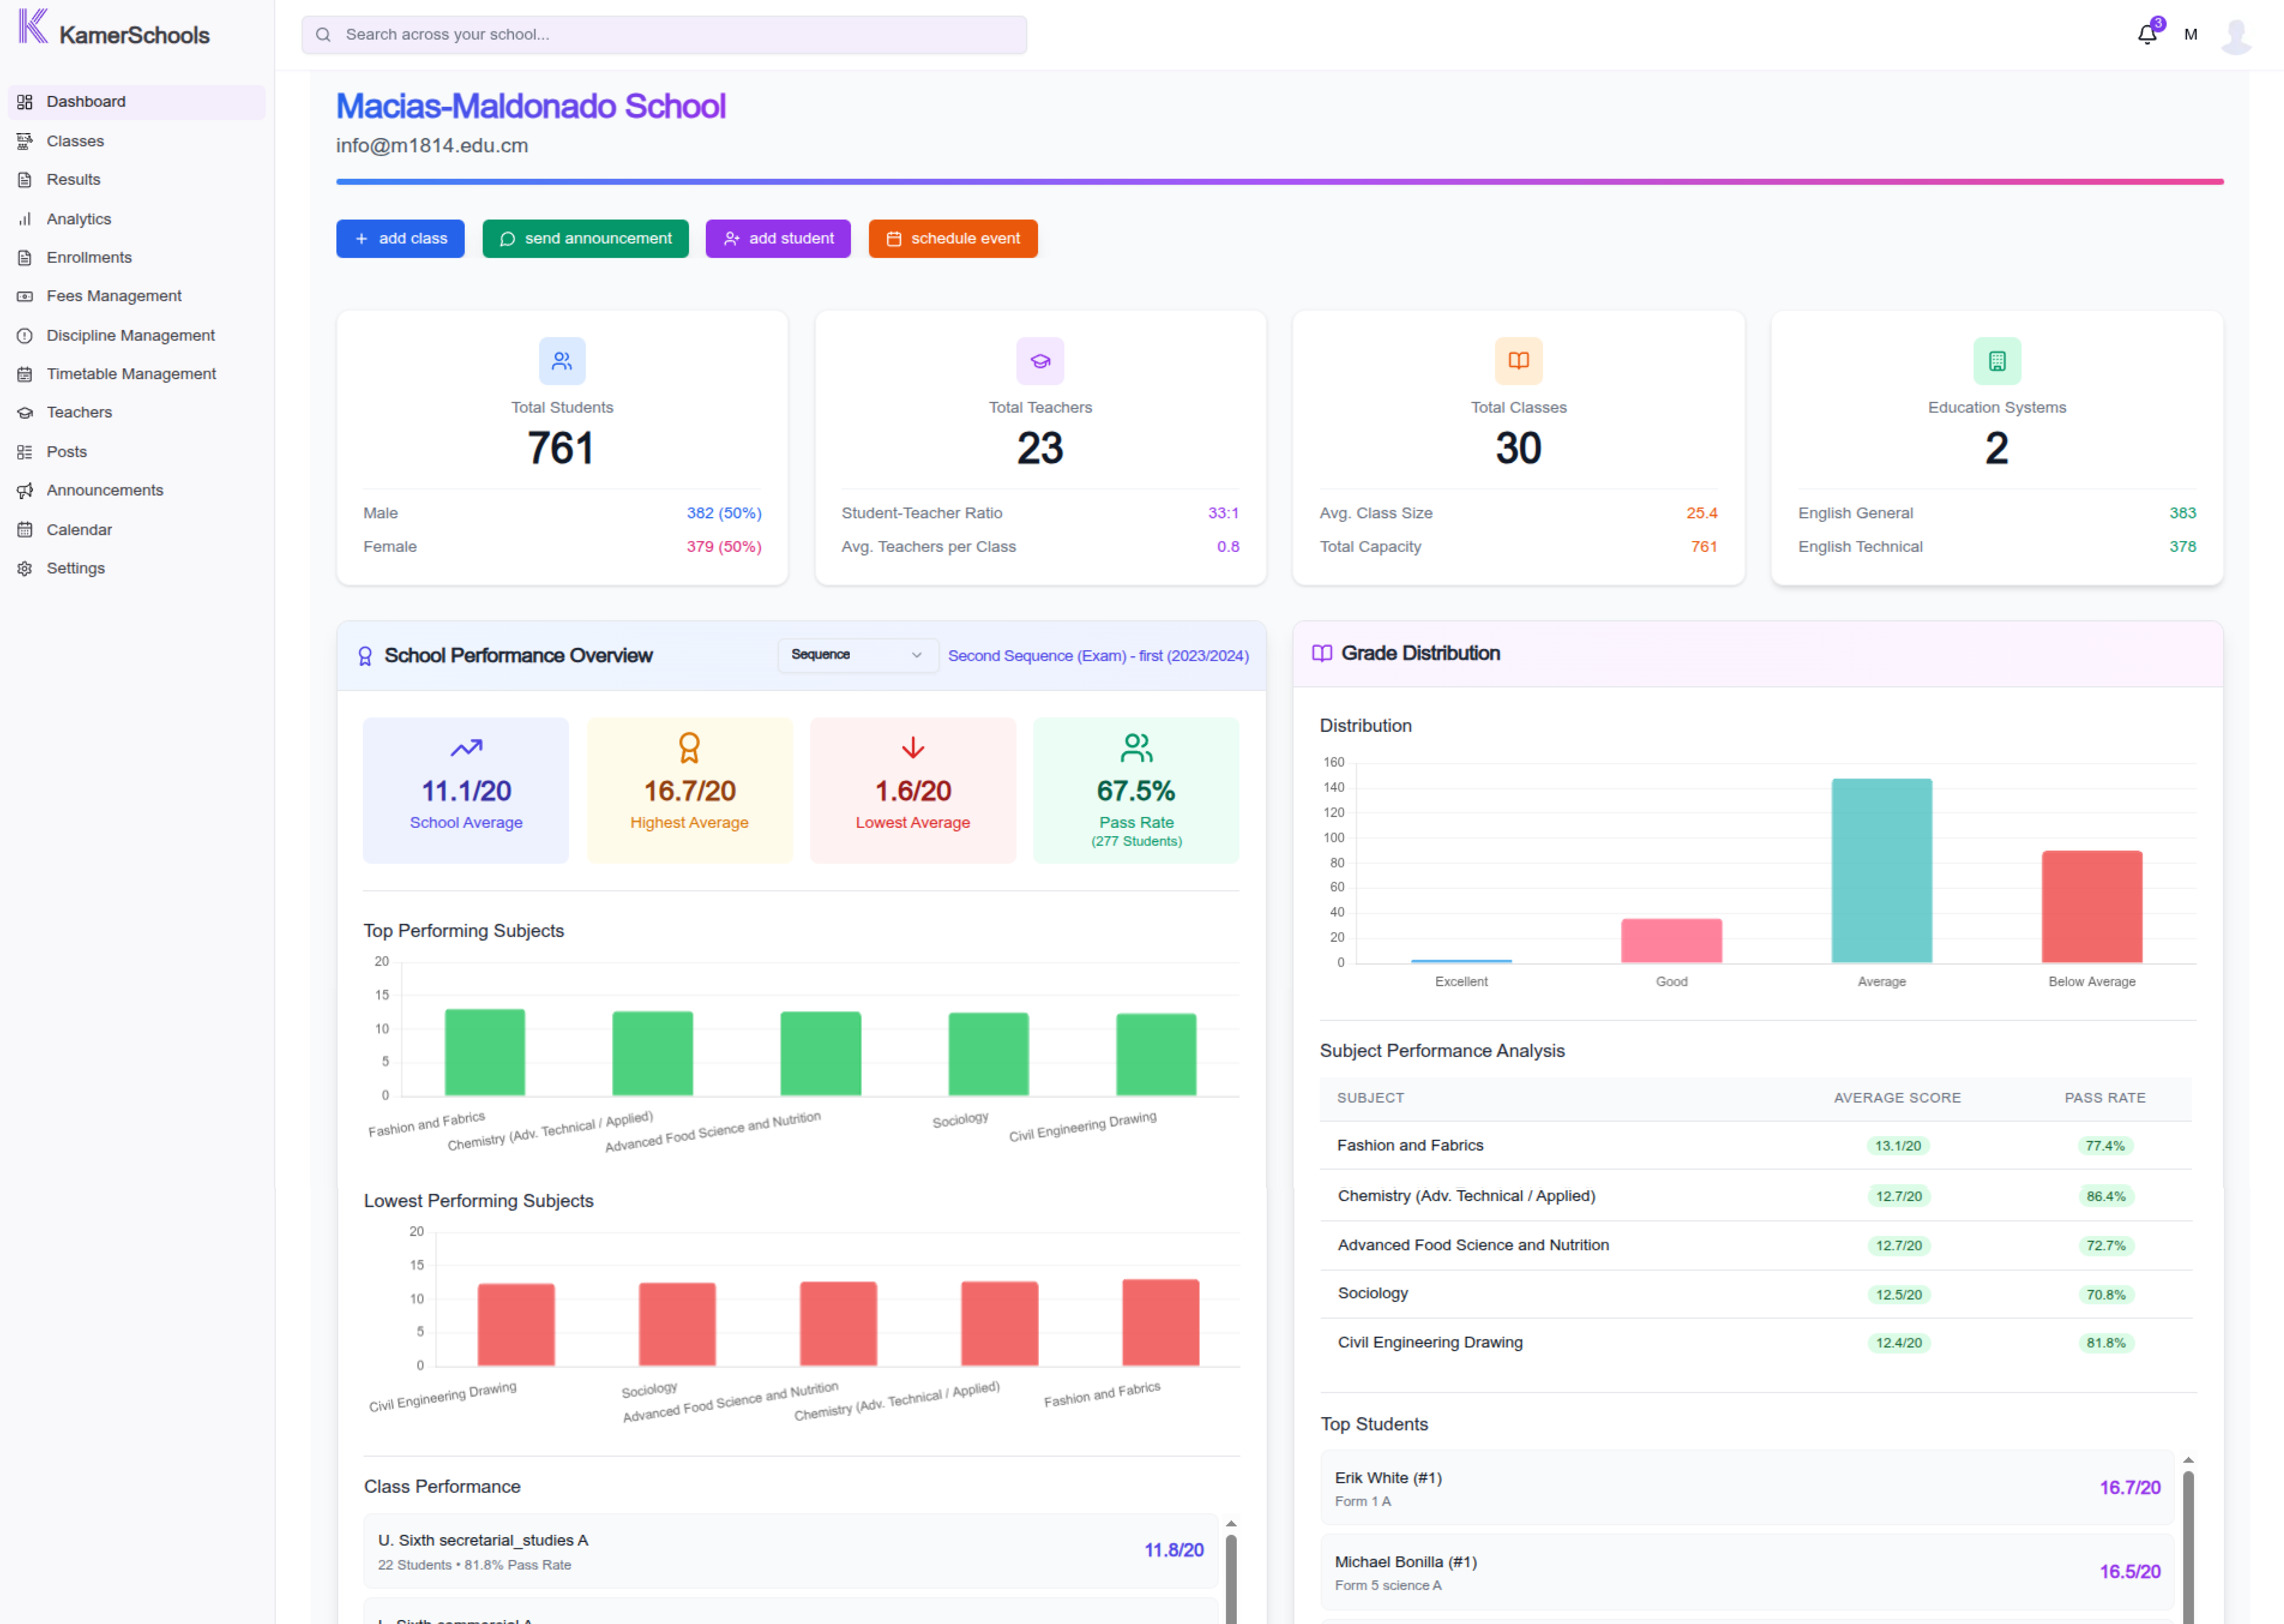 KamerSchools
Search across your school...
3
M
Dashboard
Classes
Results
Analytics
Enrollments
Fees Management
Discipline Management
Timetable Management
Teachers
Posts
Announcements
Calendar
Settings
Macias-Maldonado School
info@m1814.edu.cm
add class
send announcement
add student
schedule event
Total Students
761
Male 382 (50%)
Female 379 (50%)
Total Teachers
23
Student-Teacher Ratio 33:1
Avg. Teachers per Class 0.8
Total Classes
30
Avg. Class Size 25.4
Total Capacity 761
Education Systems
2
English General 383
English Technical 378
School Performance Overview
Sequence
Second Sequence (Exam) - first (2023/2024)
11.1/20
School Average
16.7/20
Highest Average
1.6/20
Lowest Average
67.5%
Pass Rate
(277 Students)
Top Performing Subjects
20
15
10
5
0
Fashion and Fabrics
Chemistry (Adv. Technical / Applied)
Advanced Food Science and Nutrition
Sociology
Civil Engineering Drawing
Lowest Performing Subjects
20
15
10
5
0
Civil Engineering Drawing
Sociology
Advanced Food Science and Nutrition
Chemistry (Adv. Technical / Applied)
Fashion and Fabrics
Class Performance
U. Sixth secretarial_studies A
22 Students • 81.8% Pass Rate
11.8/20
Grade Distribution
Distribution
160
140
120
100
80
60
40
20
0
Excellent
Good
Average
Below Average
Subject Performance Analysis
SUBJECT AVERAGE SCORE PASS RATE
Fashion and Fabrics 13.1/20 77.4%
Chemistry (Adv. Technical / Applied) 12.7/20 86.4%
Advanced Food Science and Nutrition 12.7/20 72.7%
Sociology 12.5/20 70.8%
Civil Engineering Drawing 12.4/20 81.8%
Top Students
Erik White (#1)
Form 1 A
16.7/20
Michael Bonilla (#1)
Form 5 science A
16.5/20